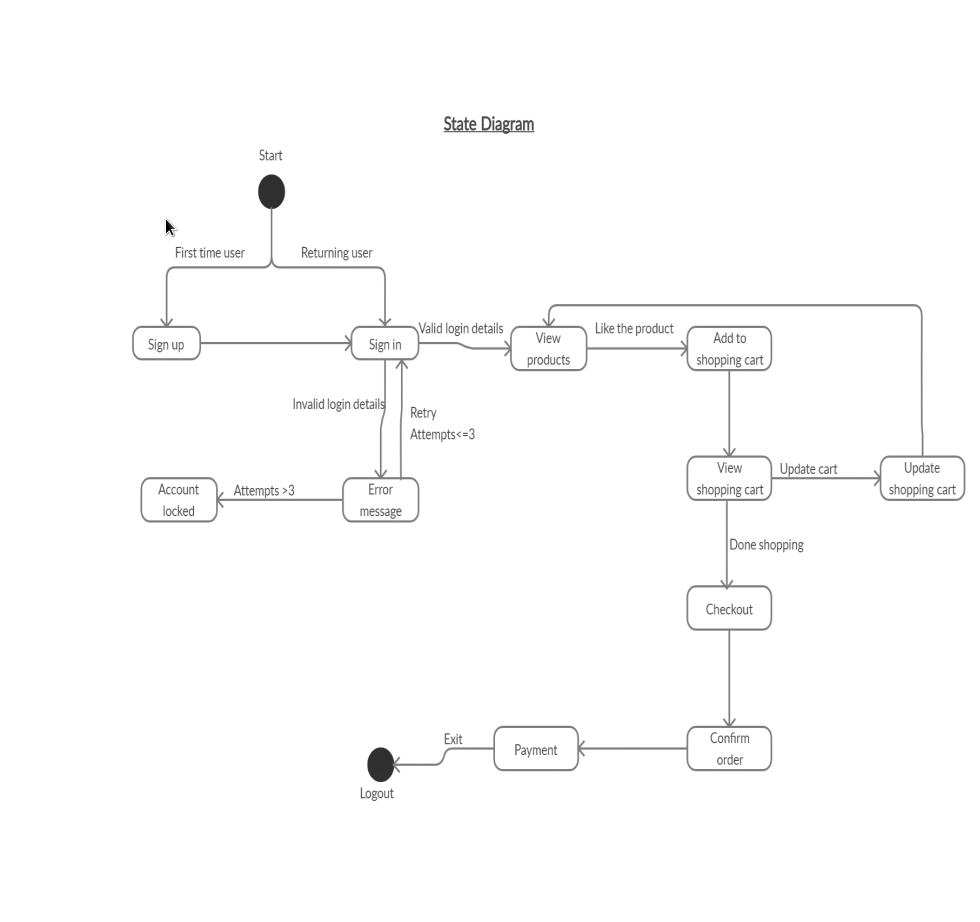 State Diagram
Start
First time user
Returning user
Sign up
Sign in
Valid login details
View
products
Like the product
Add to
shopping cart
Invalid login details
Retry
Attempts<=3
Account
locked
Attempts >3
Error
message
View
shopping cart
Update cart
Update
shopping cart
Done shopping
Checkout
Confirm
order
Payment
Exit
Logout